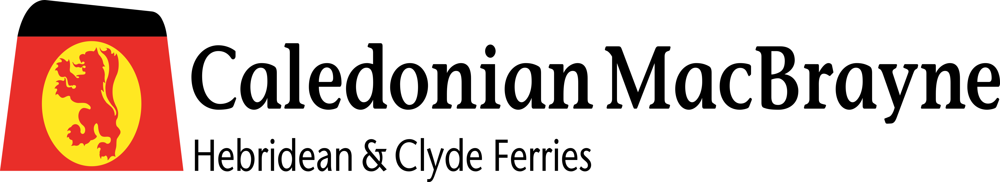 Caledonian MacBrayne
Hebridean & Clyde Ferries